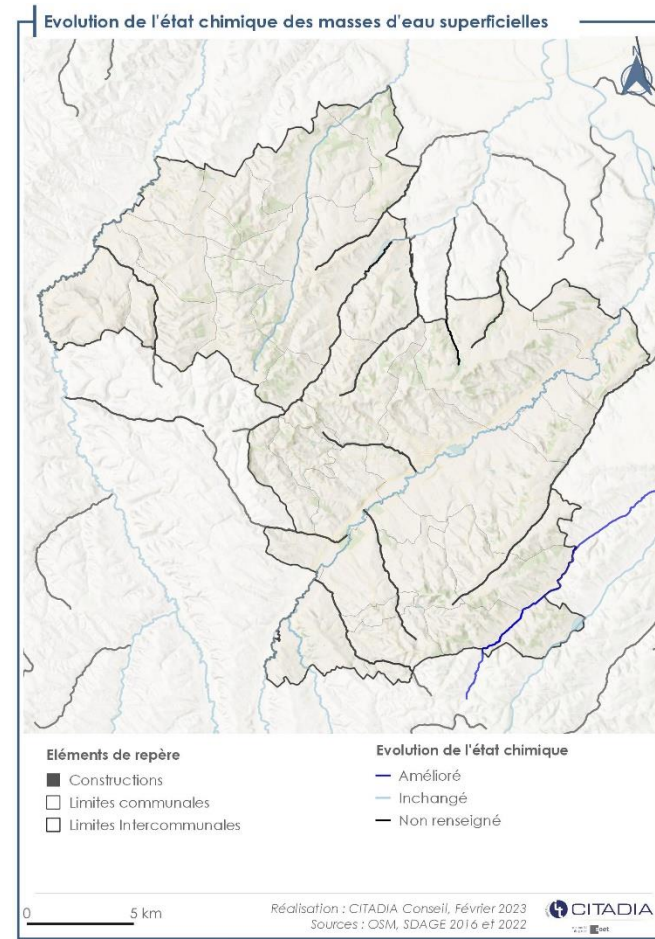 Evolution de l'état chimique des masses d'eau superficielles
N
Eléments de repère
Constructions
Limites communales
Limites Intercommunales
Evolution de l'état chimique
Amélioré
Inchangé
Non renseigné
0 5 km
Réalisation : CITADIA Conseil, Février 2023
Sources : OSM, SDAGE 2016 et 2022
CITADIA